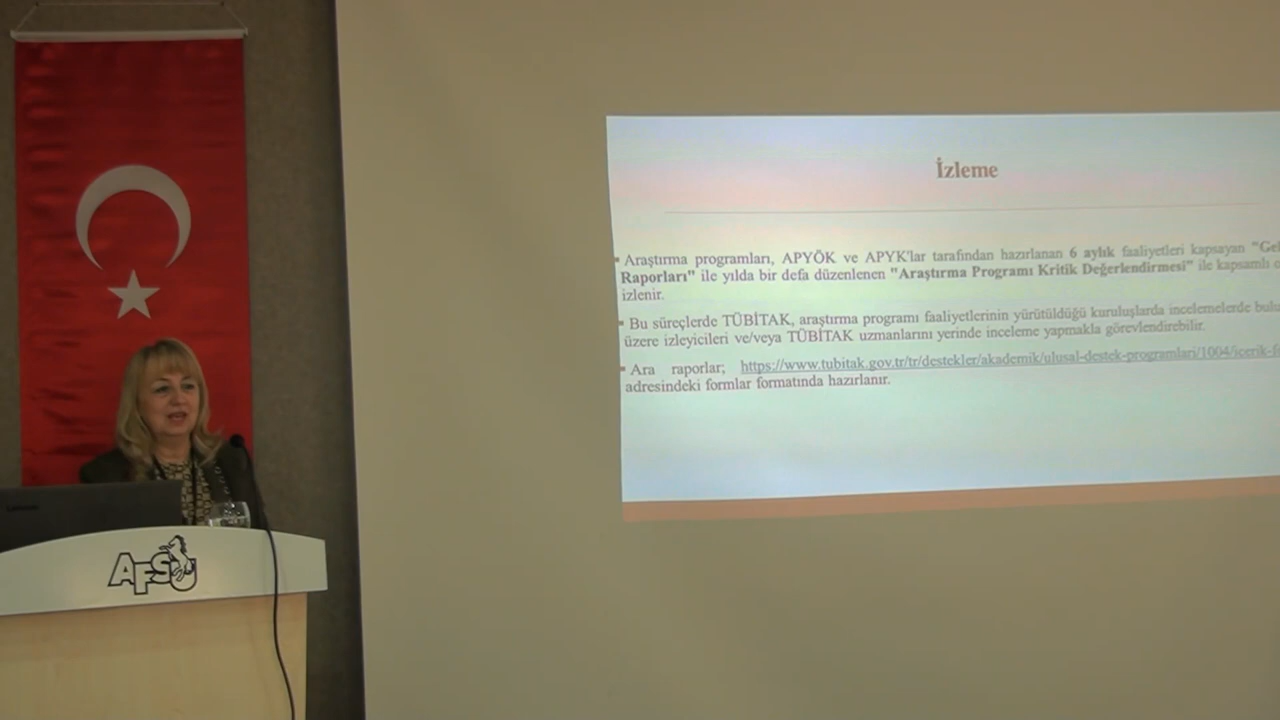 İzleme
Araştırma programları, APYÖK ve APYK'lar tarafından hazırlanan 6 aylık faaliyetleri kapsayan
Raporları" ile yılda bir defa düzenlenen "Araştırma Programı Kritik Değerlendirmesi" ile kapsamlı
izlenir.
Bu süreçlerde TÜBİTAK, araştırma programı faaliyetlerinin yürütüldüğü kuruluşlarda incelemelerde
üzere izleyicileri ve/veya TÜBİTAK uzmanlarını yerinde inceleme yapmakla görevlendirebilir.
Ara raporlar; https://www.tubitak.gov.tr/tr/destekler/akademik/ulusal-destek-programlari/1004/icerik-f
adresindeki formlar formatında hazırlanır.
AFSÜ